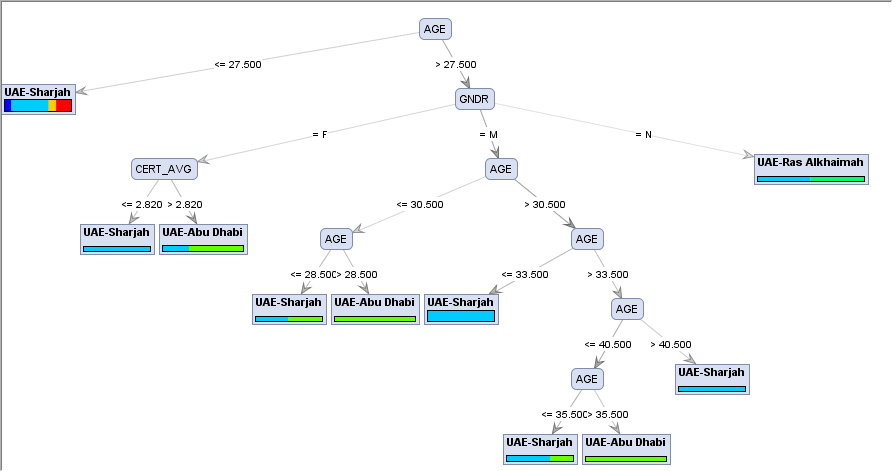 AGE
<= 27.500
> 27.500
UAE-Sharjah
GNDR
= F
= M
= N
CERT_AVG
AGE
UAE-Ras Alkhaimah
<= 2.820
> 2.820
<= 30.500
> 30.500
UAE-Sharjah
UAE-Abu Dhabi
AGE
AGE
<= 28.500
> 28.500
<= 33.500
> 33.500
UAE-Sharjah
UAE-Abu Dhabi
UAE-Sharjah
AGE
<= 40.500
> 40.500
AGE
UAE-Sharjah
<= 35.500
> 35.500
UAE-Sharjah
UAE-Abu Dhabi